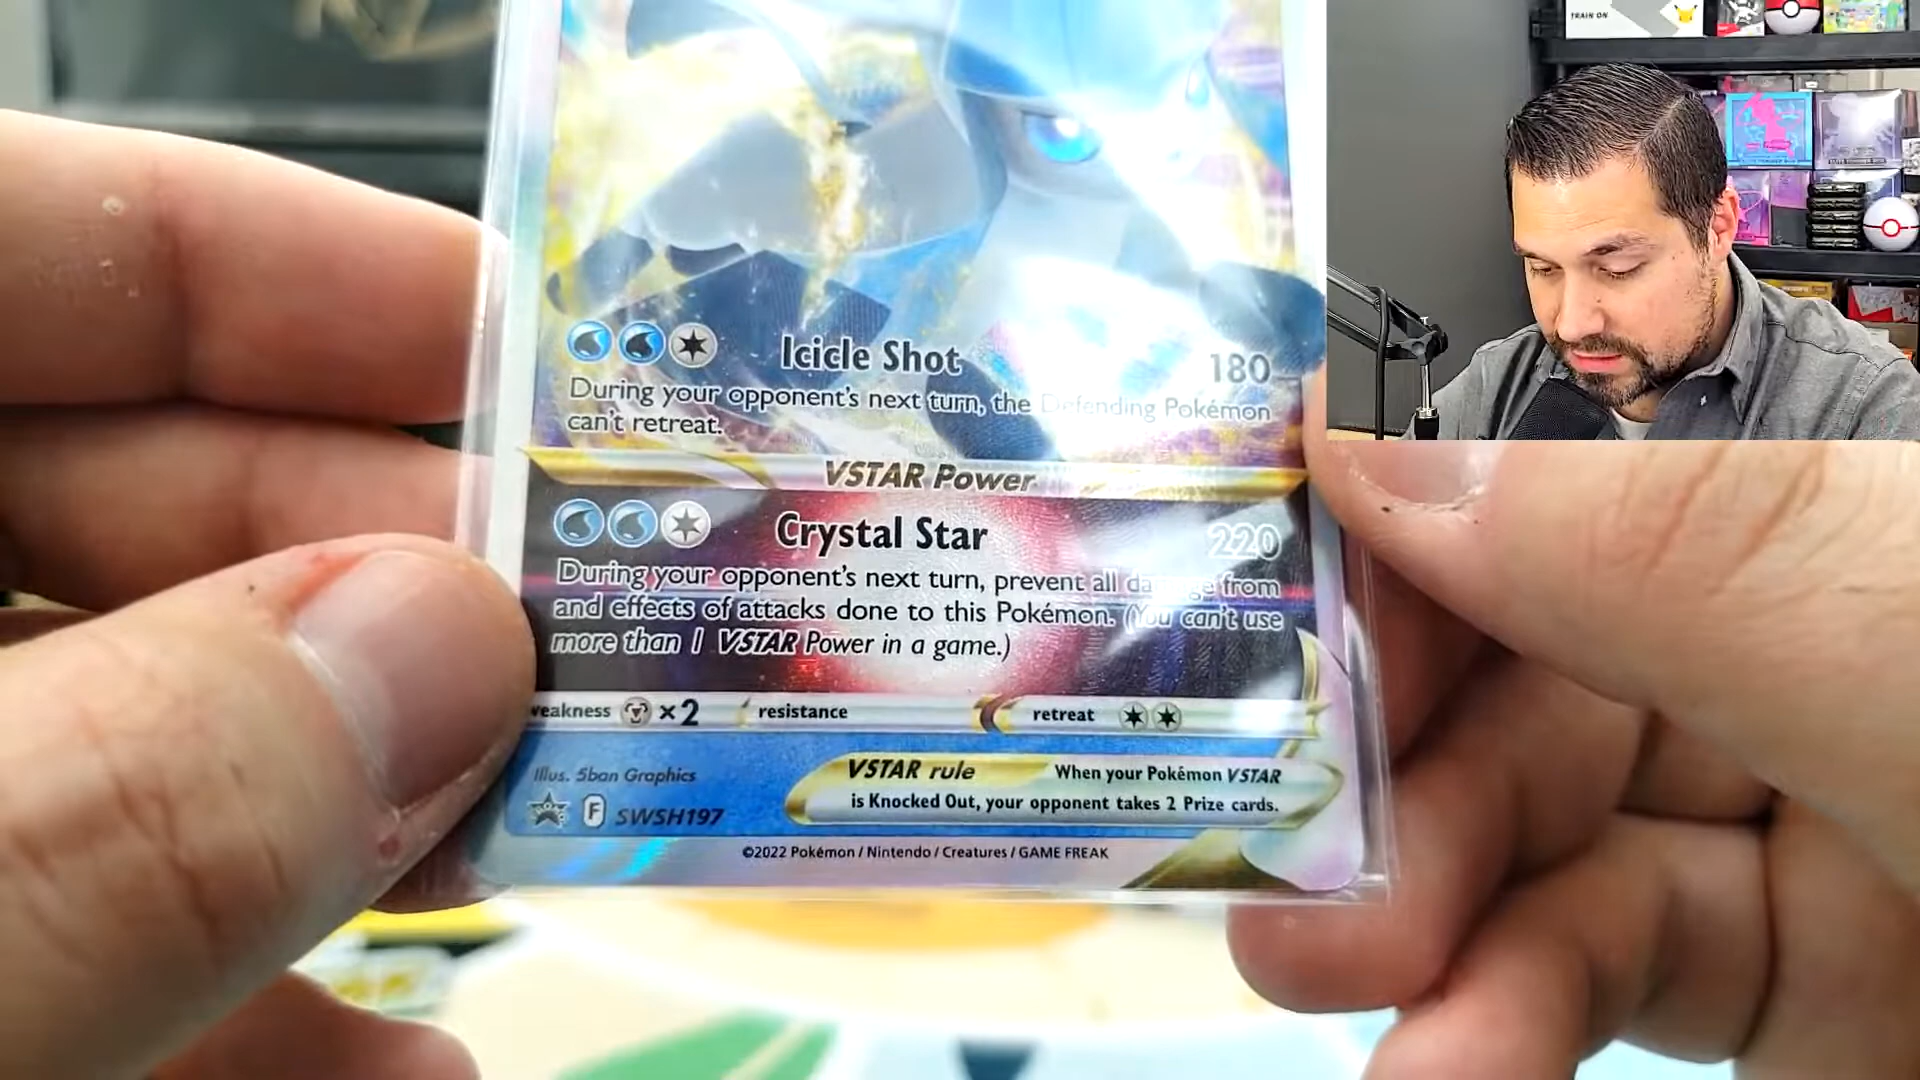 TRAIN ON
Icicle Shot 180
During your opponent's next turn, the Defending Pokémon
can't retreat.
VSTAR Power
Crystal Star 220
During your opponent's next turn, prevent all damage from
and effects of attacks done to this Pokémon. (You can't use
more than 1 VSTAR Power in a game.)
weakness ×2 resistance retreat
Illus. 5ban Graphics
VSTAR rule When your Pokémon VSTAR
is Knocked Out, your opponent takes 2 Prize cards.
F SWSH197
©2022 Pokémon / Nintendo / Creatures / GAME FREAK